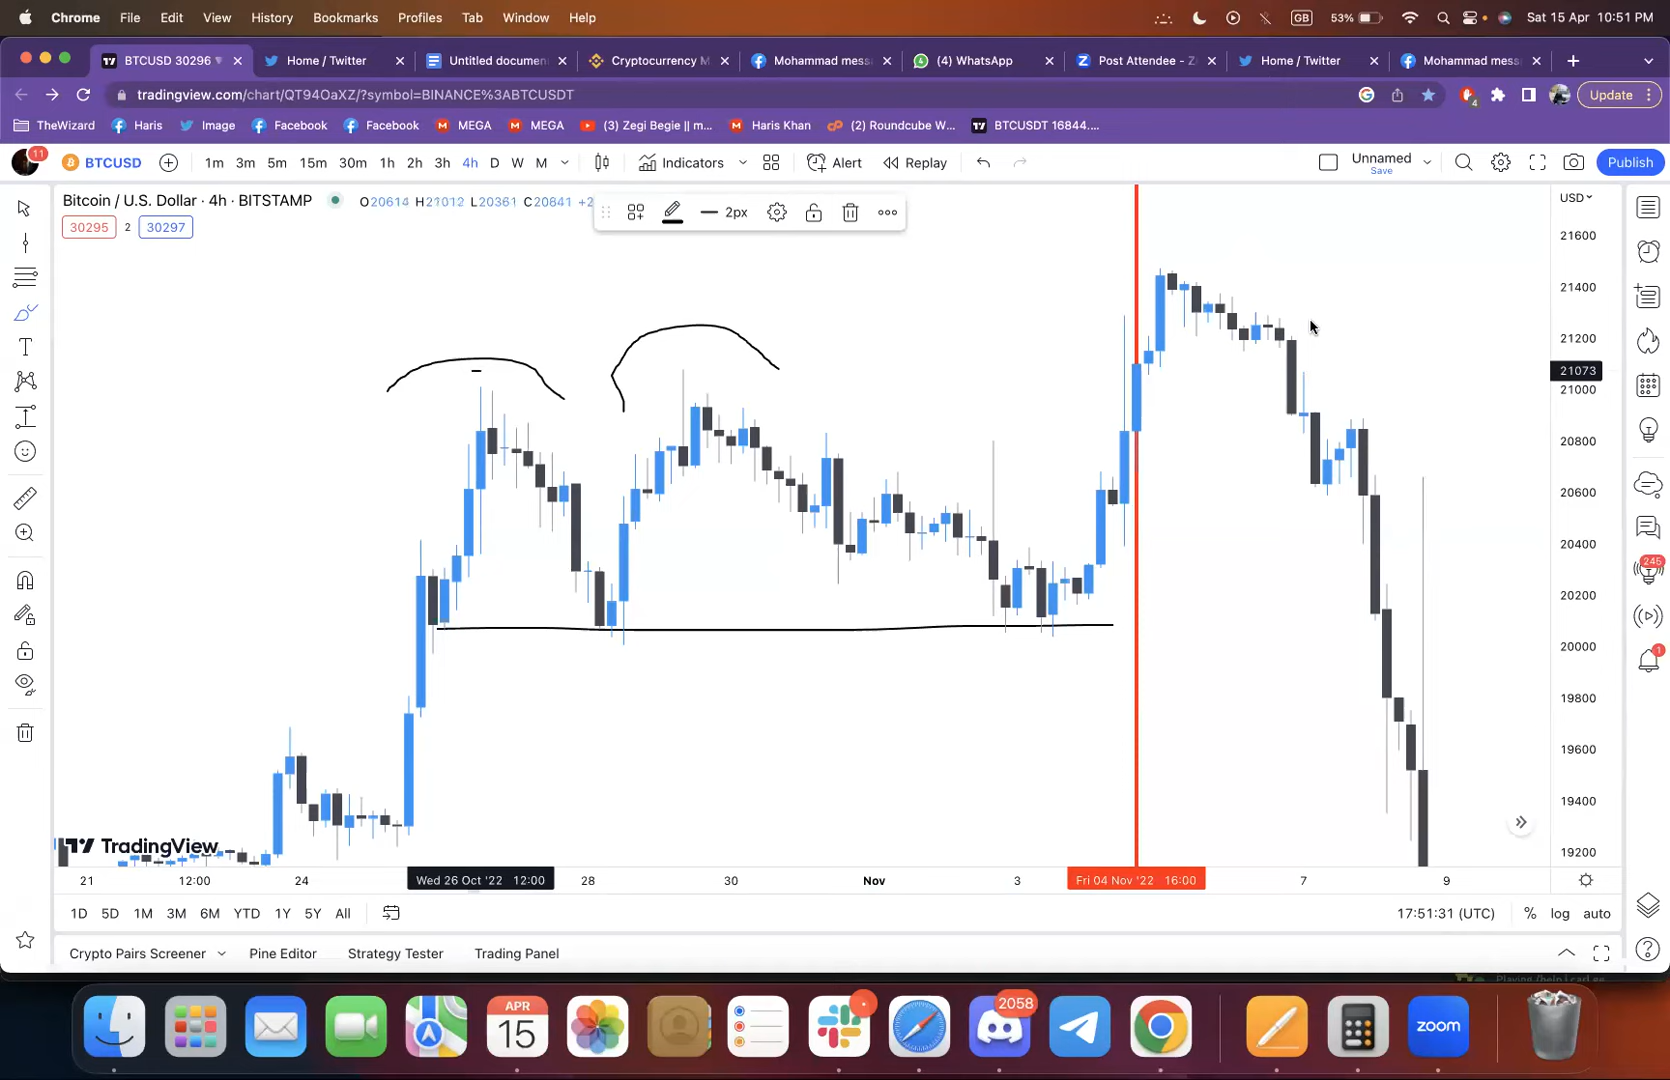 Chrome File Edit View History Bookmarks Profiles Tab Window Help GB 53% Sat 15 Apr 10:51 PM
BTCUSD 30296 Home / Twitter Untitled documen Cryptocurrency M Mohammad mess (4) WhatsApp Post Attendee - Z Home / Twitter Mohammad mess
tradingview.com/chart/QT94OaXZ/?symbol=BINANCE%3ABTCUSDT 4 Update
TheWizard Haris Image Facebook Facebook MEGA MEGA (3) Zegi Begie || m... Haris Khan (2) Roundcube W... BTCUSDT 16844....
11 BTCUSD 1m 3m 5m 15m 30m 1h 2h 3h 4h D W M Indicators Alert Replay Unnamed Save Publish
Bitcoin / U.S. Dollar · 4h · BITSTAMP O20614 H21012 L20361 C20641 +2 2px USD
30295 2 30297
21600
21400
21200
21073
21000
20800
20600
20400
20200
20000
19800
19600
19400
19200
245
1
TradingView
21 12:00 24 Wed 26 Oct '22 12:00 28 30 Nov 3 Fri 04 Nov '22 16:00 7 9
1D 5D 1M 3M 6M YTD 1Y 5Y All 17:51:31 (UTC) % log auto
Crypto Pairs Screener Pine Editor Strategy Tester Trading Panel
APR
15
2058
zoom